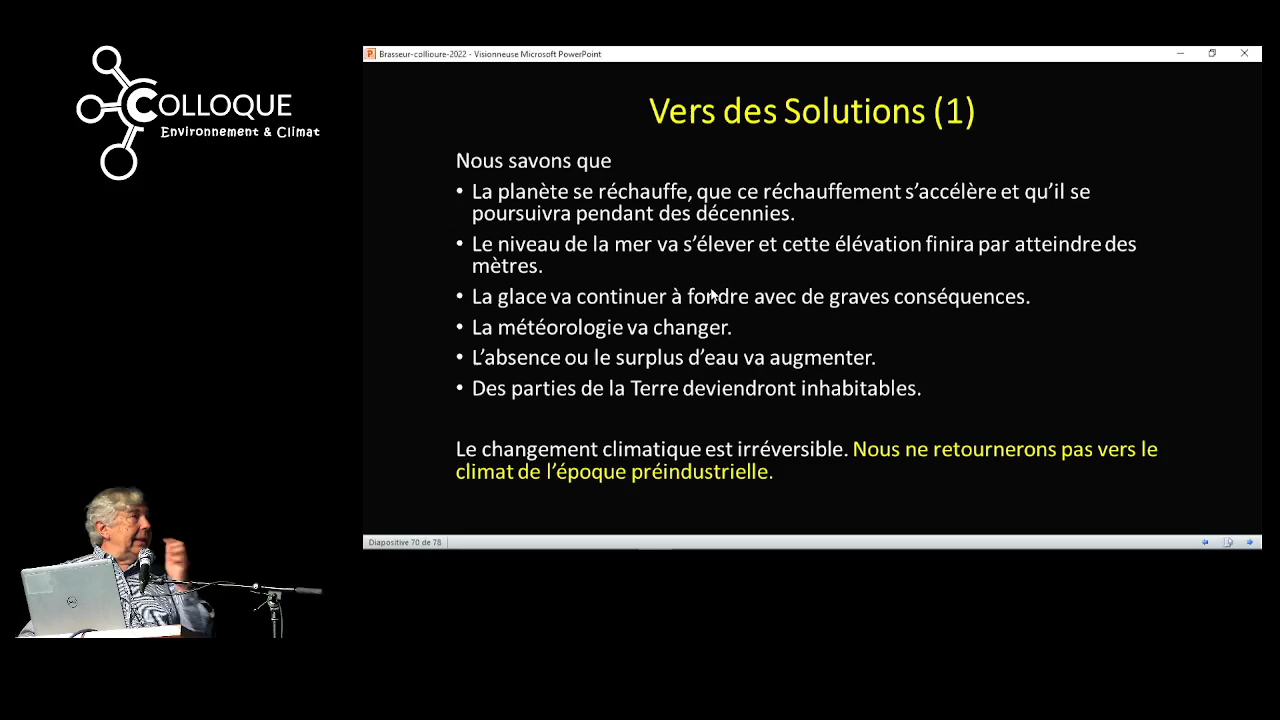 COLLOQUE
Environnement & Climat
Brasseur-collioure-2022 - Visionneuse Microsoft PowerPoint
Vers des Solutions (1)
Nous savons que
• La planète se réchauffe, que ce réchauffement s'accélère et qu'il se
poursuivra pendant des décennies.
• Le niveau de la mer va s'élever et cette élévation finira par atteindre des
mètres.
• La glace va continuer à fondre avec de graves conséquences.
• La météorologie va changer.
• L'absence ou le surplus d'eau va augmenter.
• Des parties de la Terre deviendront inhabitables.
Le changement climatique est irréversible. Nous ne retournerons pas vers le
climat de l'époque préindustrielle.
Diapositive 70 de 78